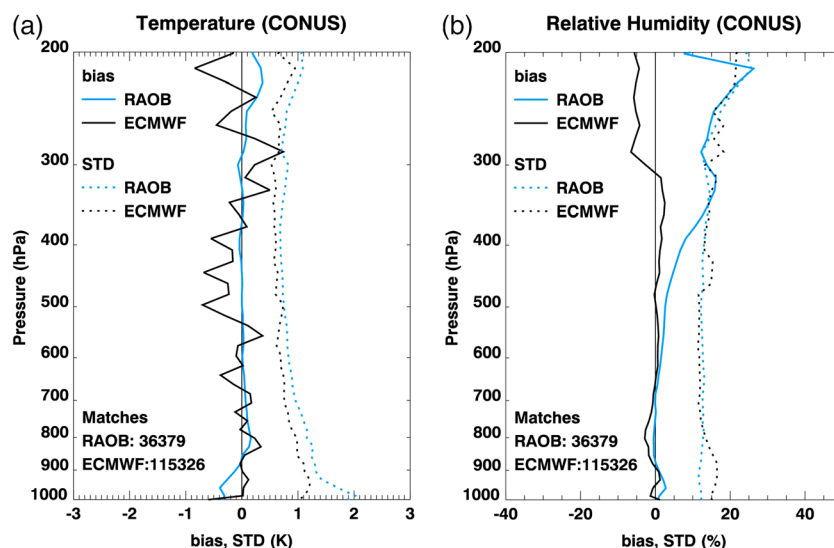 (a) Temperature (CONUS)
200
300
400
500
600
700
800
900
1000
Pressure (hPa)
bias
RAOB
ECMWF
STD
RAOB
ECMWF
Matches
RAOB: 36379
ECMWF:115326
-3 -2 -1 0 1 2 3
bias, STD (K)
(b) Relative Humidity (CONUS)
200
300
400
500
600
700
800
900
1000
Pressure (hPa)
bias
RAOB
ECMWF
STD
RAOB
ECMWF
Matches
RAOB: 36379
ECMWF:115326
-40 -20 0 20 40
bias, STD (%)